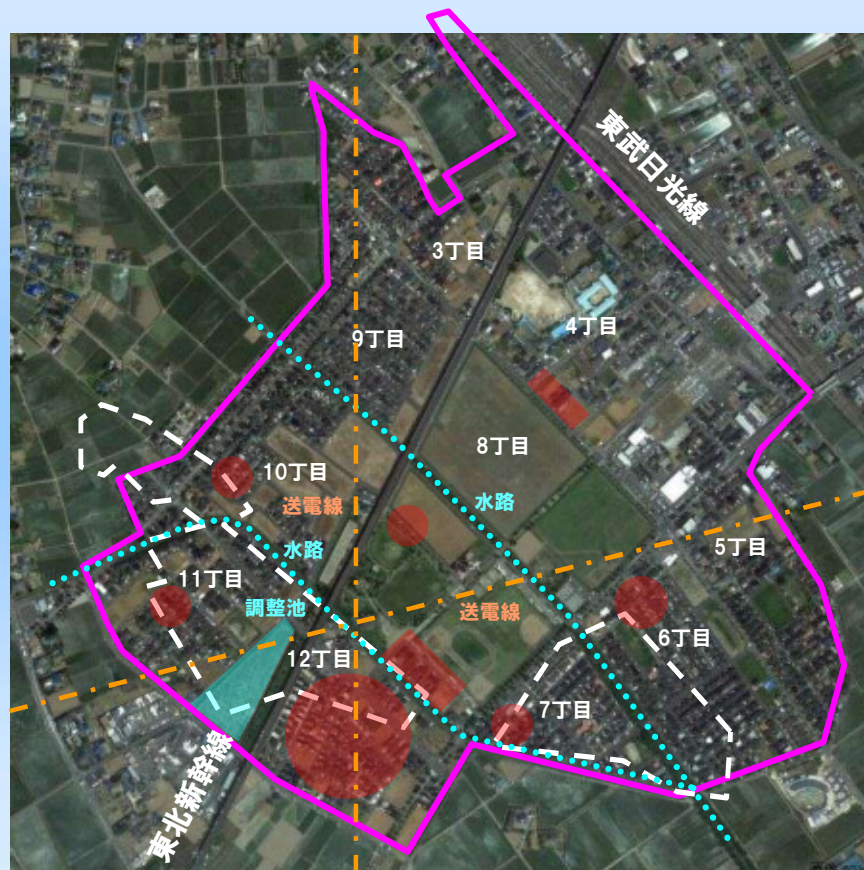 東武日光線
3丁目
4丁目
9丁目
8丁目
10丁目
送電線
水路
水路
5丁目
11丁目
調整池
送電線
12丁目
6丁目
7丁目
東北新幹線